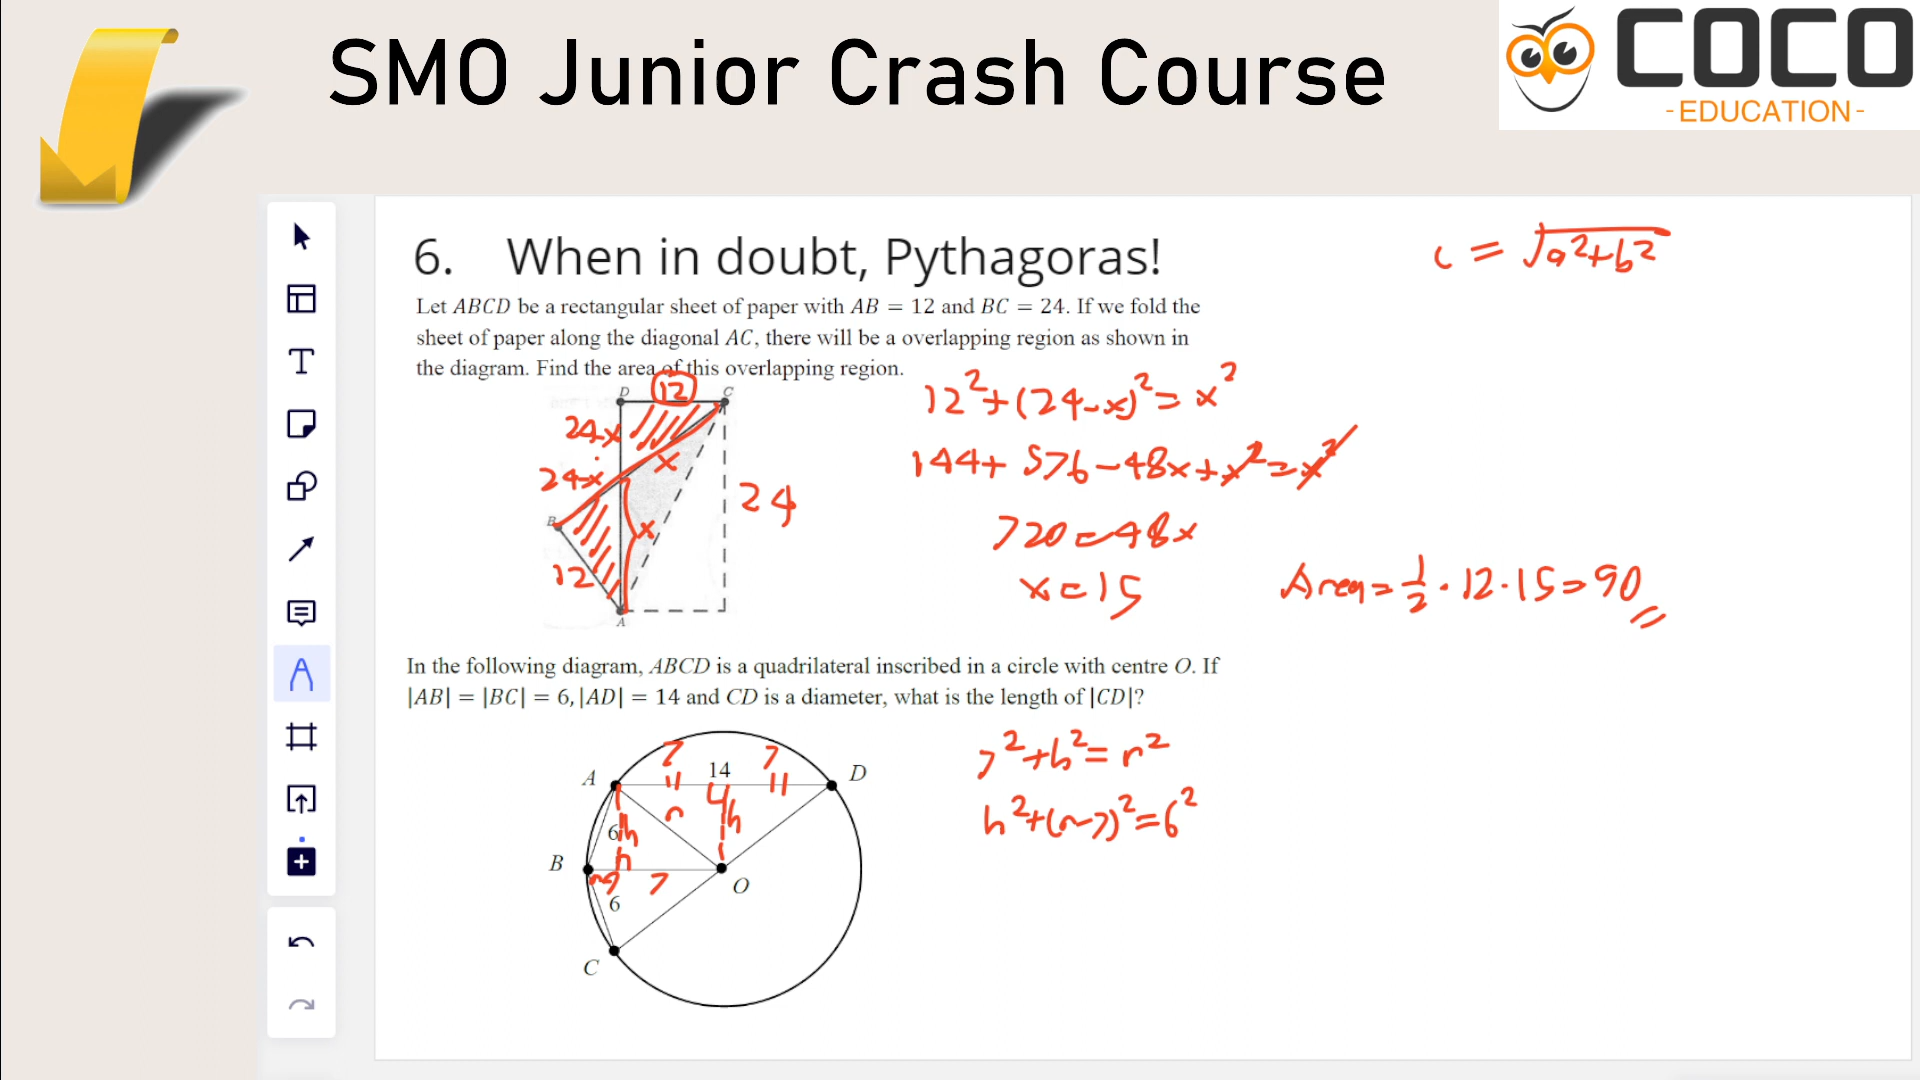 SMO Junior Crash Course
COCO
-EDUCATION-
6. When in doubt, Pythagoras!
c = √a²+b²
Let ABCD be a rectangular sheet of paper with AB = 12 and BC = 24. If we fold the
sheet of paper along the diagonal AC, there will be a overlapping region as shown in
the diagram. Find the area of this overlapping region.
D 12 C
24-x
24-x
x
B
x
24
12
A
12²+(24-x)²=x²
144+576-48x+x²=x²
720=48x
x=15
Area=1/2·12·15=90
In the following diagram, ABCD is a quadrilateral inscribed in a circle with centre O. If
|AB| = |BC| = 6, |AD| = 14 and CD is a diameter, what is the length of |CD|?
7 7
A 14 D
r
6 h h
B
r-7 7 O
6
C
7²+h²=r²
h²+(r-7)²=6²
T